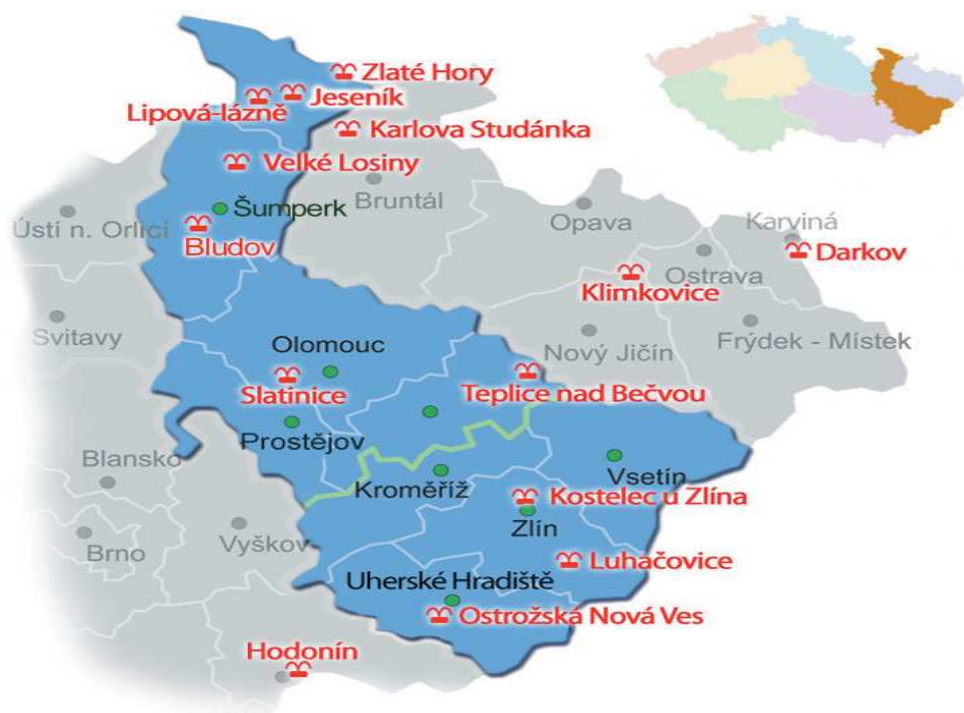 Zlaté Hory
Jeseník
Lipová-lázně
Karlova Studánka
Velké Losiny
Bruntál
Šumperk
Ústí n. Orlicí
Bludov
Opava
Karviná
Darkov
Ostrava
Klimkovice
Svitavy
Nový Jičín
Frýdek - Místek
Olomouc
Slatinice
Teplice nad Bečvou
Prostějov
Blansko
Kroměříž
Vsetín
Kostelec u Zlína
Zlín
Brno
Vyškov
Luhačovice
Uherské Hradiště
Ostrožská Nová Ves
Hodonín